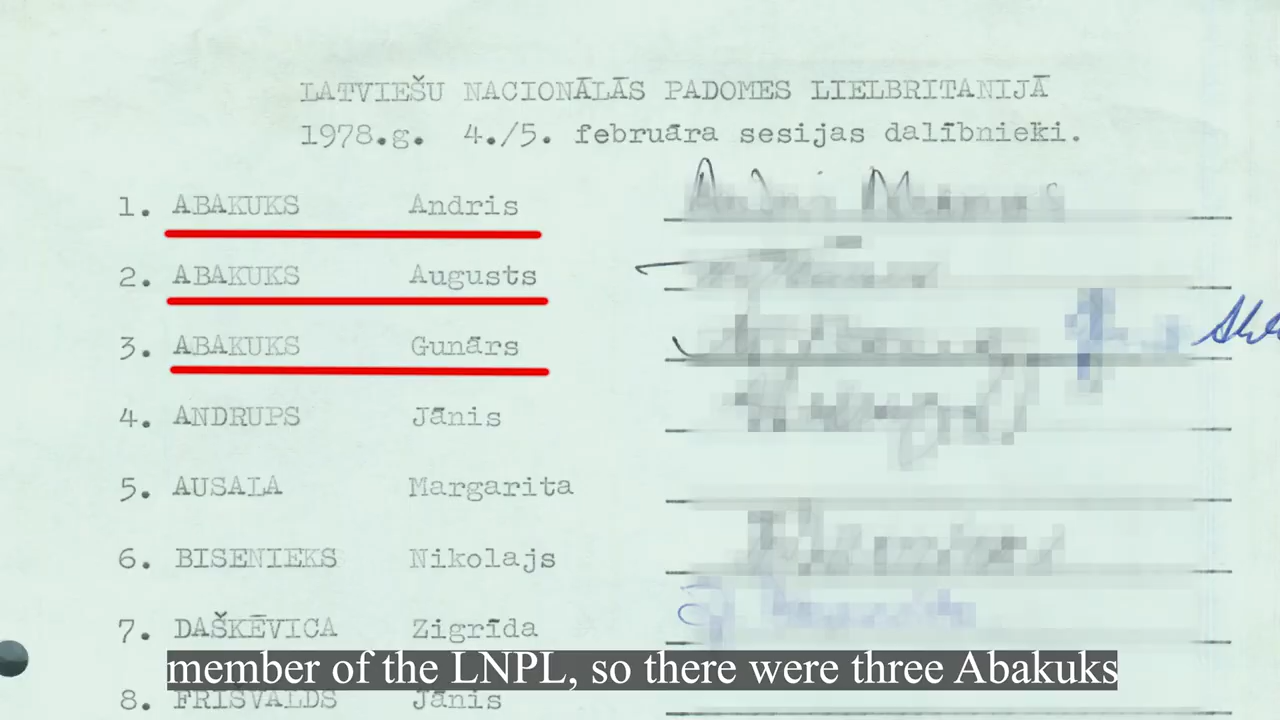 LATVIEŠU NACIONĀLĀS PADOMES LIELBRITANIJĀ
1978.g. 4./5. februāra sesijas dalībnieki.
1. ABAKUKS Andris
2. ABAKUKS Augusts
3. ABAKUKS Gunārs
4. ANDRUPS Jānis
5. AUSALA Margarita
6. BISENIEKS Nikolajs
7. DAŠKĒVICA Zigrīda
member of the LNPL, so there were three Abakuks
8. FRIŠVALDS Jānis